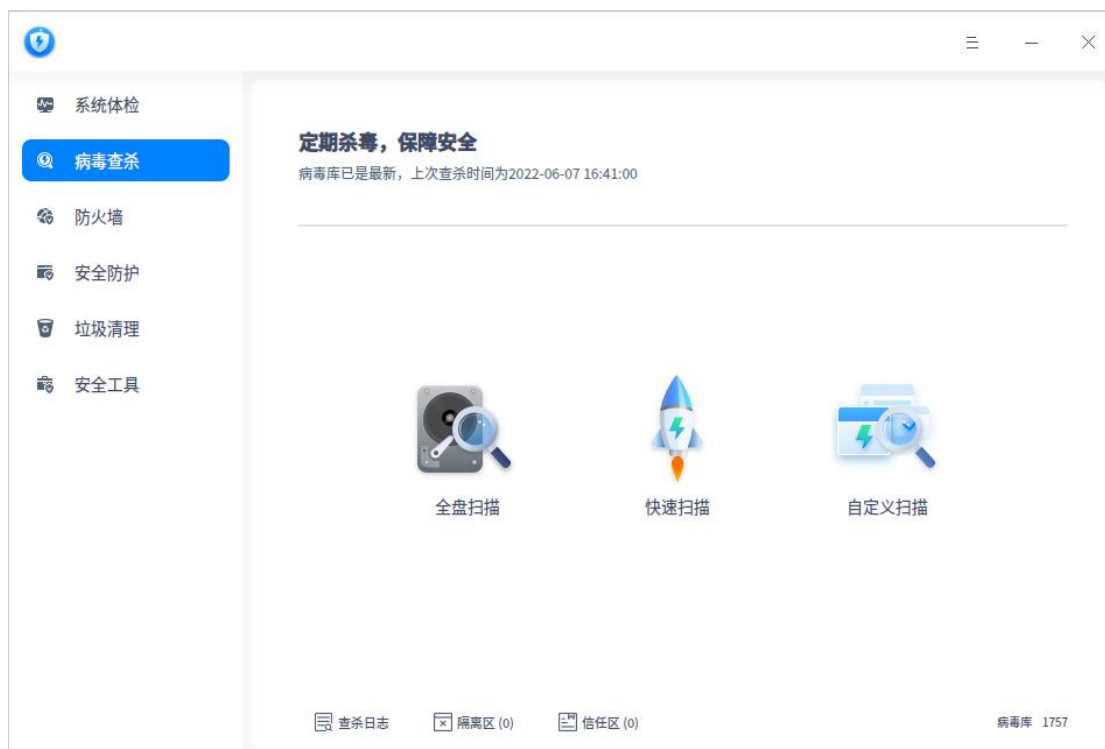 系统体检
病毒查杀
防火墙
安全防护
垃圾清理
安全工具
定期杀毒，保障安全
病毒库已是最新，上次查杀时间为2022-06-07 16:41:00
全盘扫描
快速扫描
自定义扫描
查杀日志
隔离区 (0)
信任区 (0)
病毒库 1757